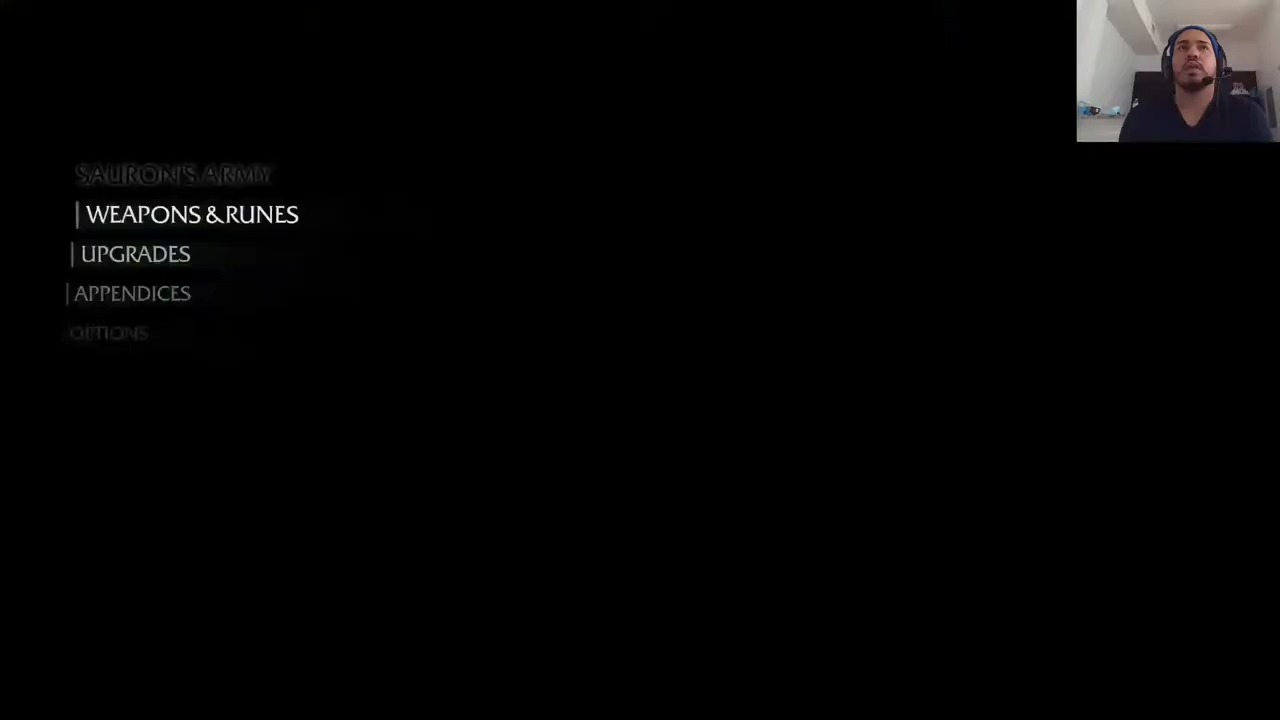 SAURON'S ARMY
WEAPONS & RUNES
UPGRADES
APPENDICES
OPTIONS